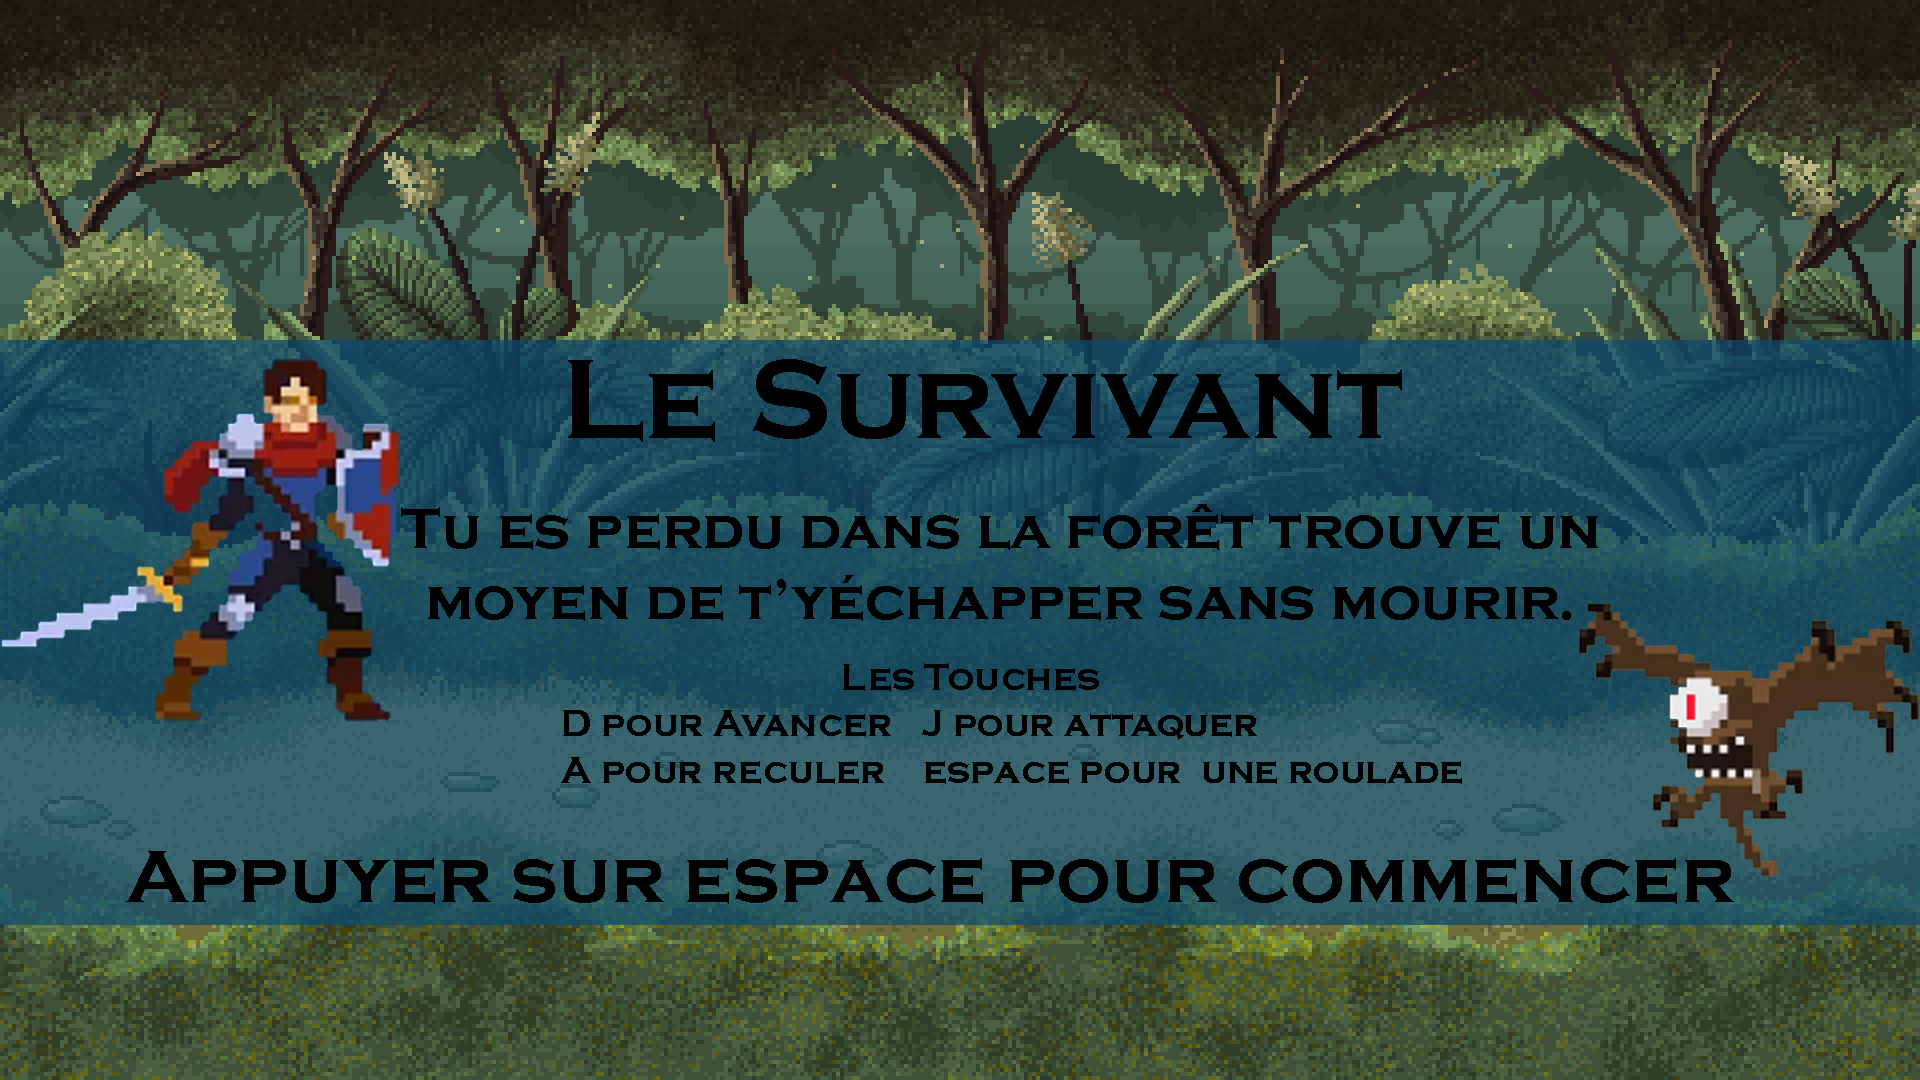 Le Survivant
Tu es perdu dans la forêt trouve un
moyen de t’yéchapper sans mourir.
Les Touches
D pour Avancer J pour attaquer
A pour reculer espace pour une roulade
Appuyer sur espace pour commencer